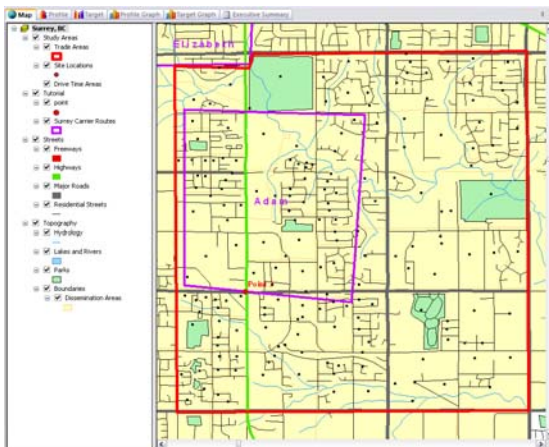 Map
Profile
Target
Profile Graph
Target Graph
Executive Summary
Surrey, BC
Study Areas
Trade Areas
Site Locations
Drive Time Areas
Tutorial
point
Surrey Carrier Routes
Streets
Freeways
Highways
Major Roads
Residential Streets
Topography
Hydrology
Lakes and Rivers
Parks
Boundaries
Dissemination Areas
Elizabeth
Adam